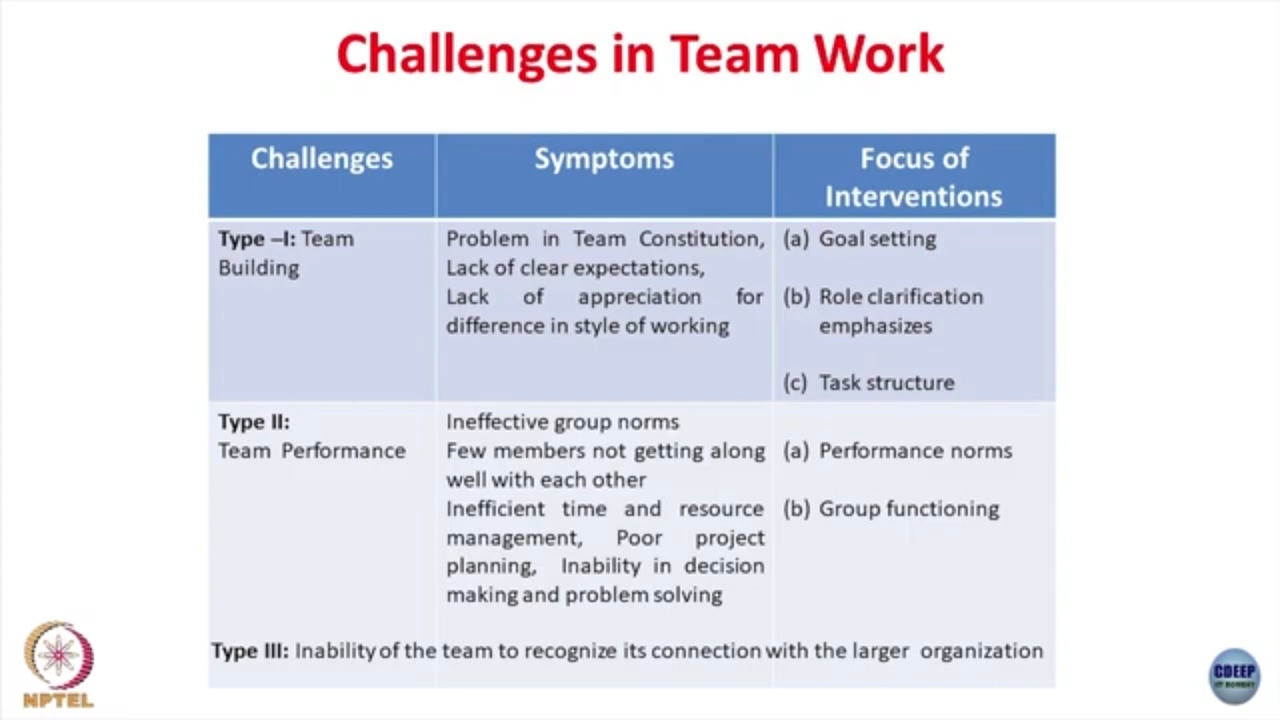 Challenges in Team Work
Challenges
Symptoms
Focus of
Interventions
Type –I: Team
Building
Problem in Team Constitution,
Lack of clear expectations,
Lack of appreciation for
difference in style of working
(a) Goal setting
(b) Role clarification
emphasizes
(c) Task structure
Type II:
Team Performance
Ineffective group norms
Few members not getting along
well with each other
Inefficient time and resource
management, Poor project
planning, Inability in decision
making and problem solving
(a) Performance norms
(b) Group functioning
Type III: Inability of the team to recognize its connection with the larger organization
NPTEL
CDEEP
IIT BOMBAY